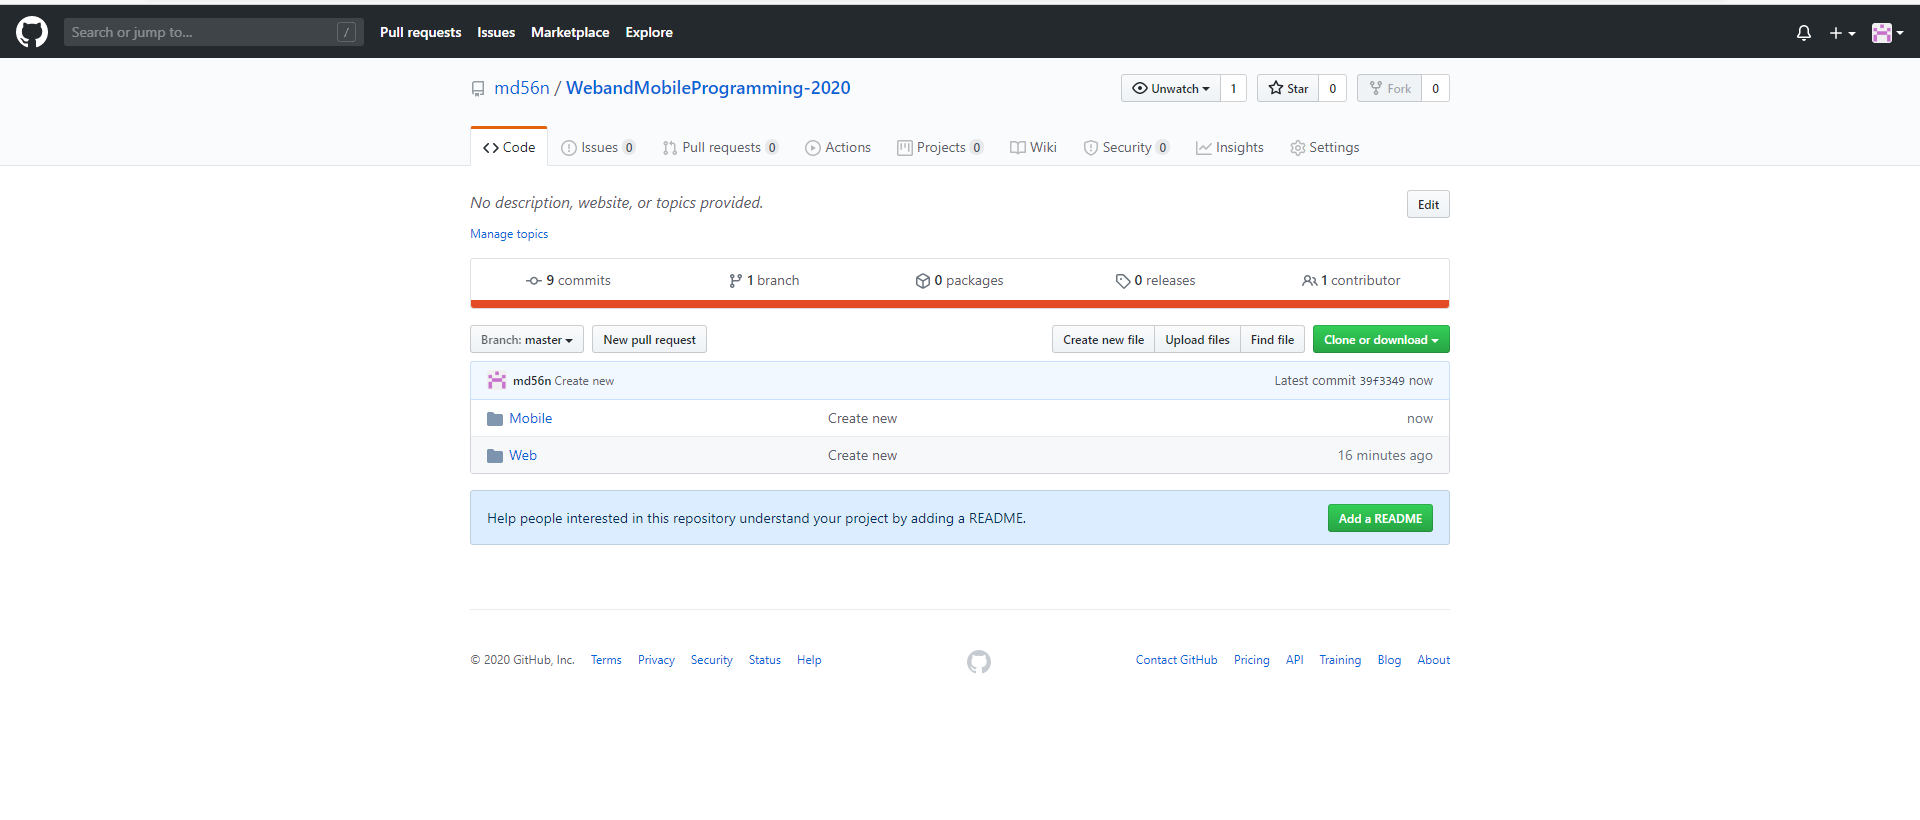 Search or jump to... / Pull requests Issues Marketplace Explore
md56n / WebandMobileProgramming-2020 Unwatch 1 Star 0 Fork 0
Code Issues 0 Pull requests 0 Actions Projects 0 Wiki Security 0 Insights Settings
No description, website, or topics provided. Edit
Manage topics
9 commits 1 branch 0 packages 0 releases 1 contributor
Branch: master New pull request Create new file Upload files Find file Clone or download
md56n Create new Latest commit 39f3349 now
Mobile Create new now
Web Create new 16 minutes ago
Help people interested in this repository understand your project by adding a README. Add a README
© 2020 GitHub, Inc. Terms Privacy Security Status Help Contact GitHub Pricing API Training Blog About